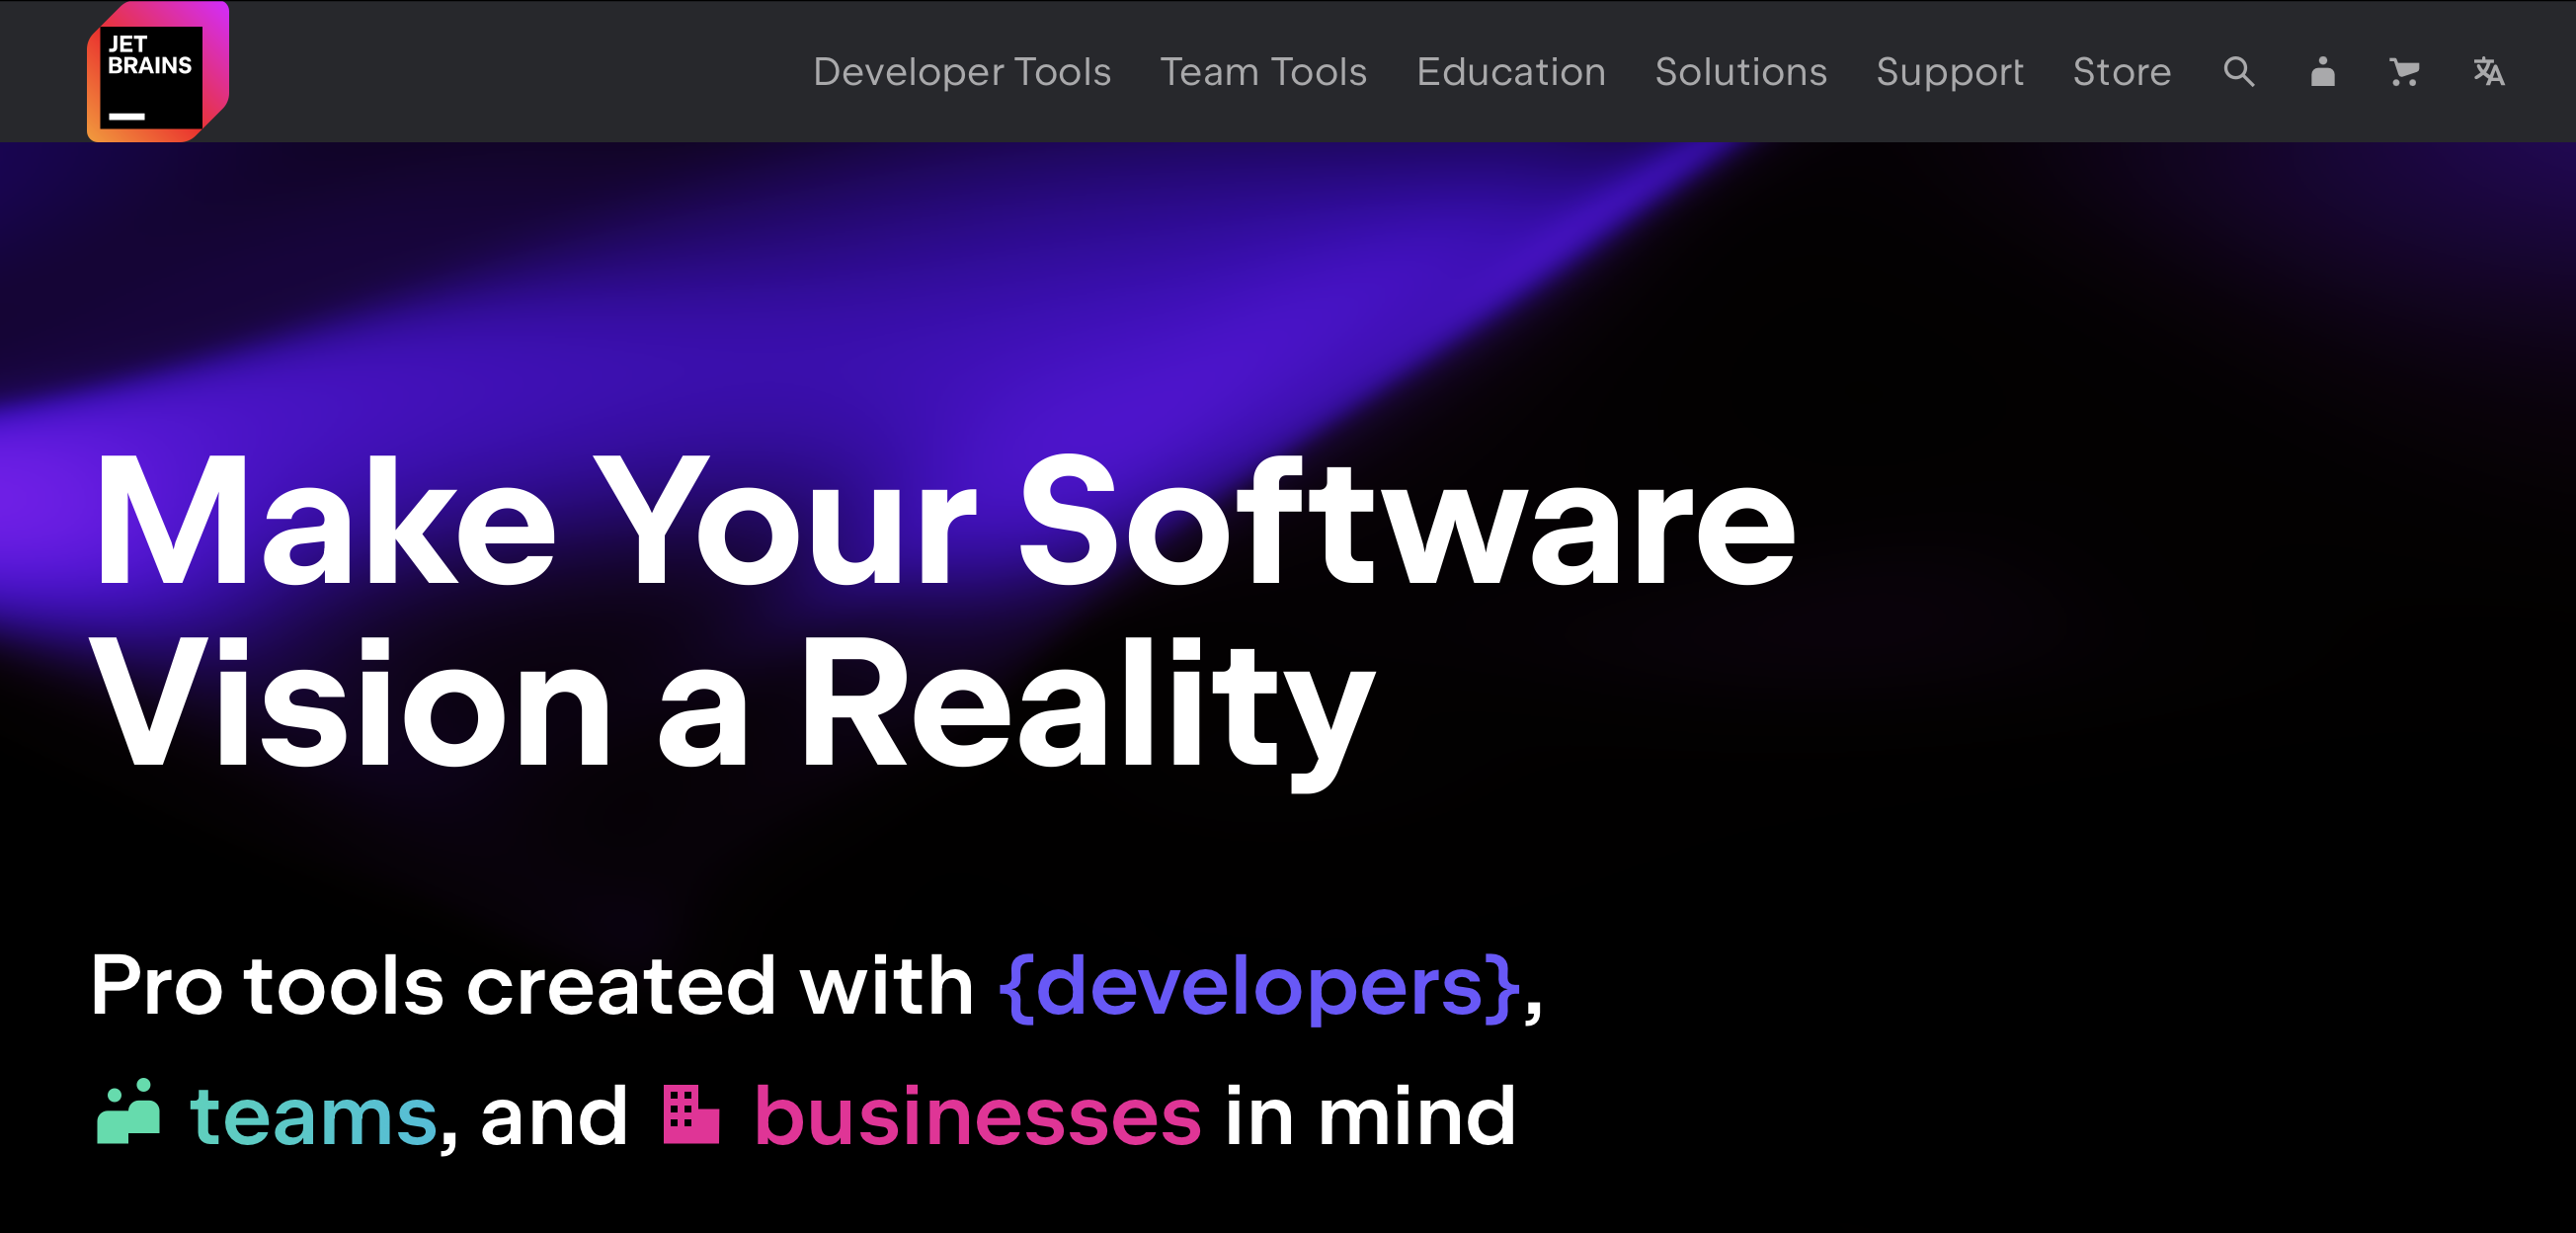 JET
BRAINS
Developer Tools Team Tools Education Solutions Support Store
Make Your Software
Vision a Reality
Pro tools created with {developers},
teams, and businesses in mind